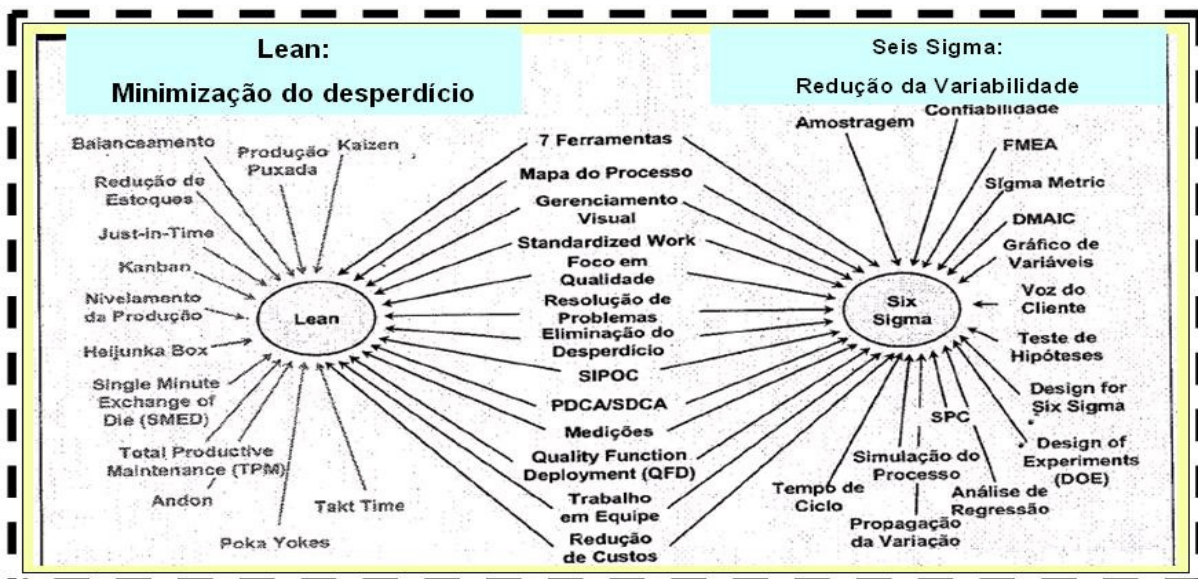 Lean:
Minimização do desperdício
Seis Sigma:
Redução da Variabilidade
Balanceamento
Produção
Puxada
Kaizen
Redução de
Estoques
Just-in-Time
Kanban
Nivelamento
da Produção
Heijunka Box
Single Minute
Exchange of
Die (SMED)
Total Productive
Maintenance (TPM)
Andon
Poka Yokes
Takt Time
Lean
7 Ferramentas
Mapa do Processo
Gerenciamento
Visual
Standardized Work
Foco em
Qualidade
Resolução de
Problemas
Eliminação do
Desperdício
SIPOC
PDCA/SDCA
Medições
Quality Function
Deployment (QFD)
Trabalho
em Equipe
Redução
de Custos
Six
Sigma
Amostragem
Confiabilidade
FMEA
Sigma Metric
DMAIC
Gráfico de
Variáveis
Voz do
Cliente
Teste de
Hipóteses
Design for
Six Sigma
Design of
Experiments
(DOE)
SPC
Análise de
Regressão
Simulação do
Processo
Propagação
da Variação
Tempo de
Ciclo